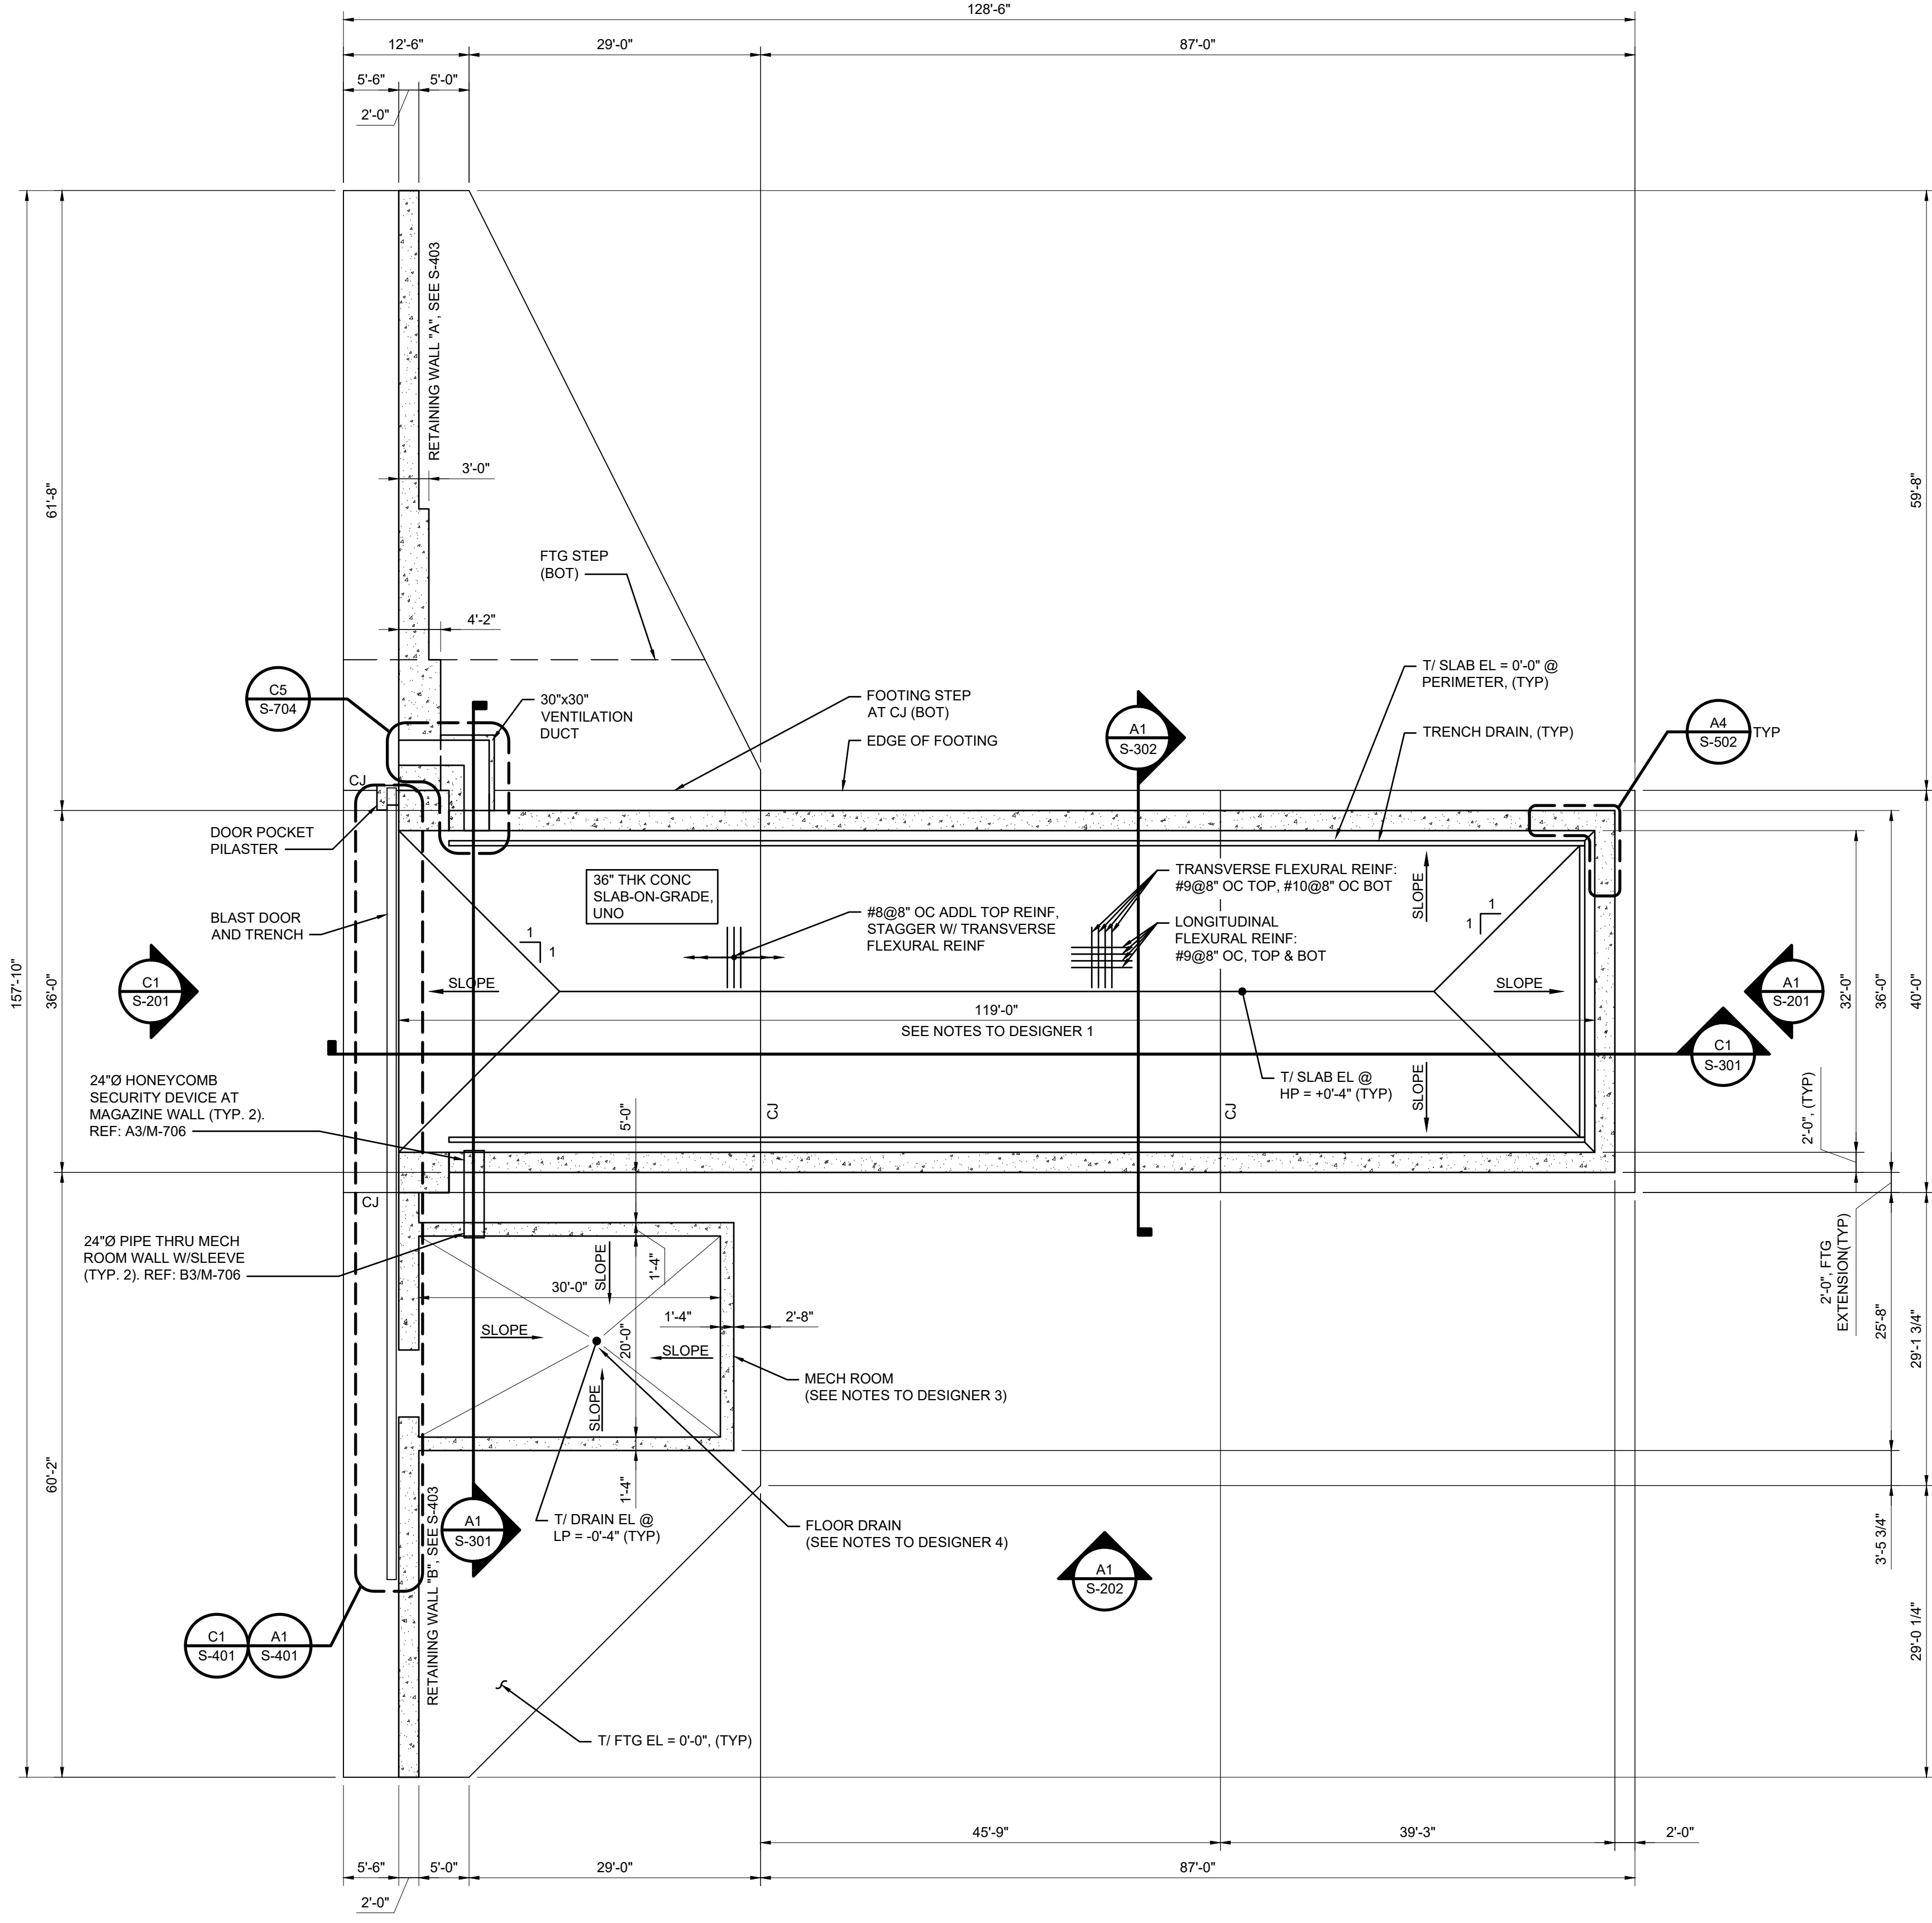 128'-6"
12'-6"
29'-0"
87'-0"
5'-6"
5'-0"
2'-0"
RETAINING WALL "A", SEE S-403
3'-0"
61'-8"
59'-8"
FTG STEP
(BOT)
4'-2"
C5
S-704
30"x30"
VENTILATION
DUCT
FOOTING STEP
AT CJ (BOT)
EDGE OF FOOTING
A1
S-302
T/ SLAB EL = 0'-0" @
PERIMETER, (TYP)
TRENCH DRAIN, (TYP)
A4
S-502
TYP
CJ
DOOR POCKET
PILASTER
BLAST DOOR
AND TRENCH
36" THK CONC
SLAB-ON-GRADE,
UNO
#8@8" OC ADDL TOP REINF,
STAGGER W/ TRANSVERSE
FLEXURAL REINF
TRANSVERSE FLEXURAL REINF:
#9@8" OC TOP, #10@8" OC BOT
LONGITUDINAL
FLEXURAL REINF:
#9@8" OC, TOP & BOT
SLOPE
1
1
1
1
157'-10"
36'-0"
C1
S-201
SLOPE
119'-0"
SEE NOTES TO DESIGNER 1
SLOPE
A1
S-201
32'-0"
36'-0"
40'-0"
C1
S-301
T/ SLAB EL @
HP = +0'-4" (TYP)
SLOPE
24"Ø HONEYCOMB
SECURITY DEVICE AT
MAGAZINE WALL (TYP. 2).
REF: A3/M-706
5'-0"
CJ
CJ
2'-0", (TYP)
CJ
24"Ø PIPE THRU MECH
ROOM WALL W/SLEEVE
(TYP. 2). REF: B3/M-706
SLOPE
1'-4"
30'-0"
1'-4"
2'-8"
SLOPE
20'-0"
SLOPE
SLOPE
MECH ROOM
(SEE NOTES TO DESIGNER 3)
2'-0", FTG
EXTENSION(TYP)
25'-8"
29'-1 3/4"
60'-2"
1'-4"
RETAINING WALL "B", SEE S-403
A1
S-301
T/ DRAIN EL @
LP = -0'-4" (TYP)
FLOOR DRAIN
(SEE NOTES TO DESIGNER 4)
A1
S-202
3'-5 3/4"
29'-0 1/4"
C1
S-401
A1
S-401
T/ FTG EL = 0'-0", (TYP)
45'-9"
39'-3"
2'-0"
5'-6"
5'-0"
29'-0"
87'-0"
2'-0"